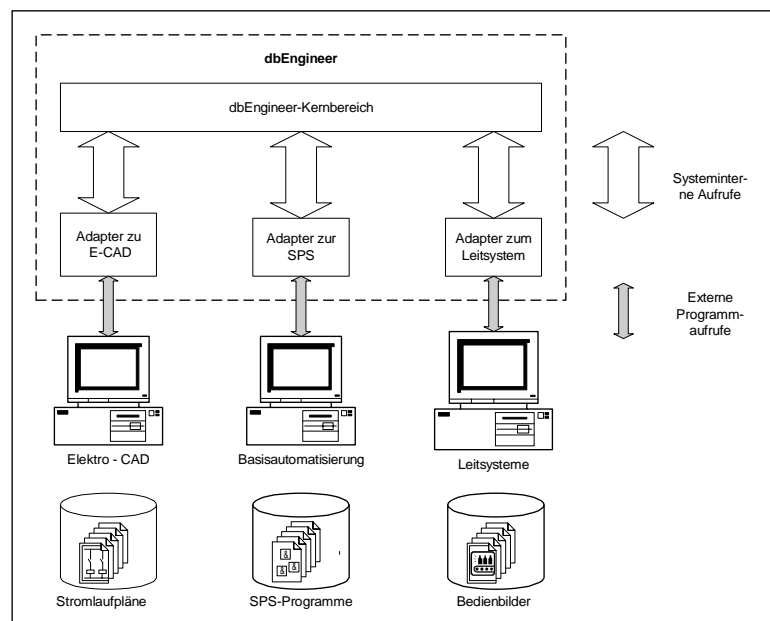 dbEngineer
dbEngineer-Kernbereich
Systeminter-
ne Aufrufe
Adapter zu
E-CAD
Adapter zur
SPS
Adapter zum
Leitsystem
Externe
Programm-
aufrufe
Elektro - CAD
Basisautomatisierung
Leitsysteme
Stromlaufpläne
SPS-Programme
Bedienbilder